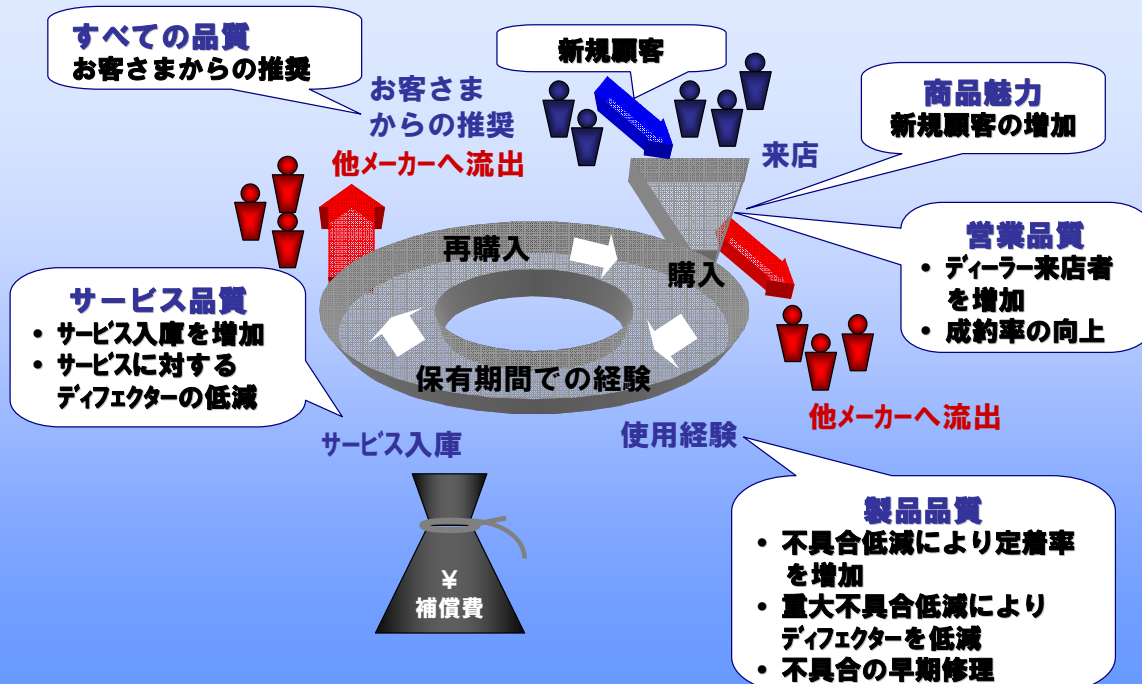 すべての品質
お客さまからの推奨
新規顧客
お客さま
からの推奨
他メーカーへ流出
商品魅力
新規顧客の増加
来店
営業品質
• ディーラー来店者
を増加
• 成約率の向上
再購入
購入
サービス品質
• サービス入庫を増加
• サービスに対する
ディフェクターの低減
保有期間での経験
他メーカーへ流出
サービス入庫
使用経験
製品品質
• 不具合低減により定着率
を増加
• 重大不具合低減により
ディフェクターを低減
• 不具合の早期修理
¥
補償費